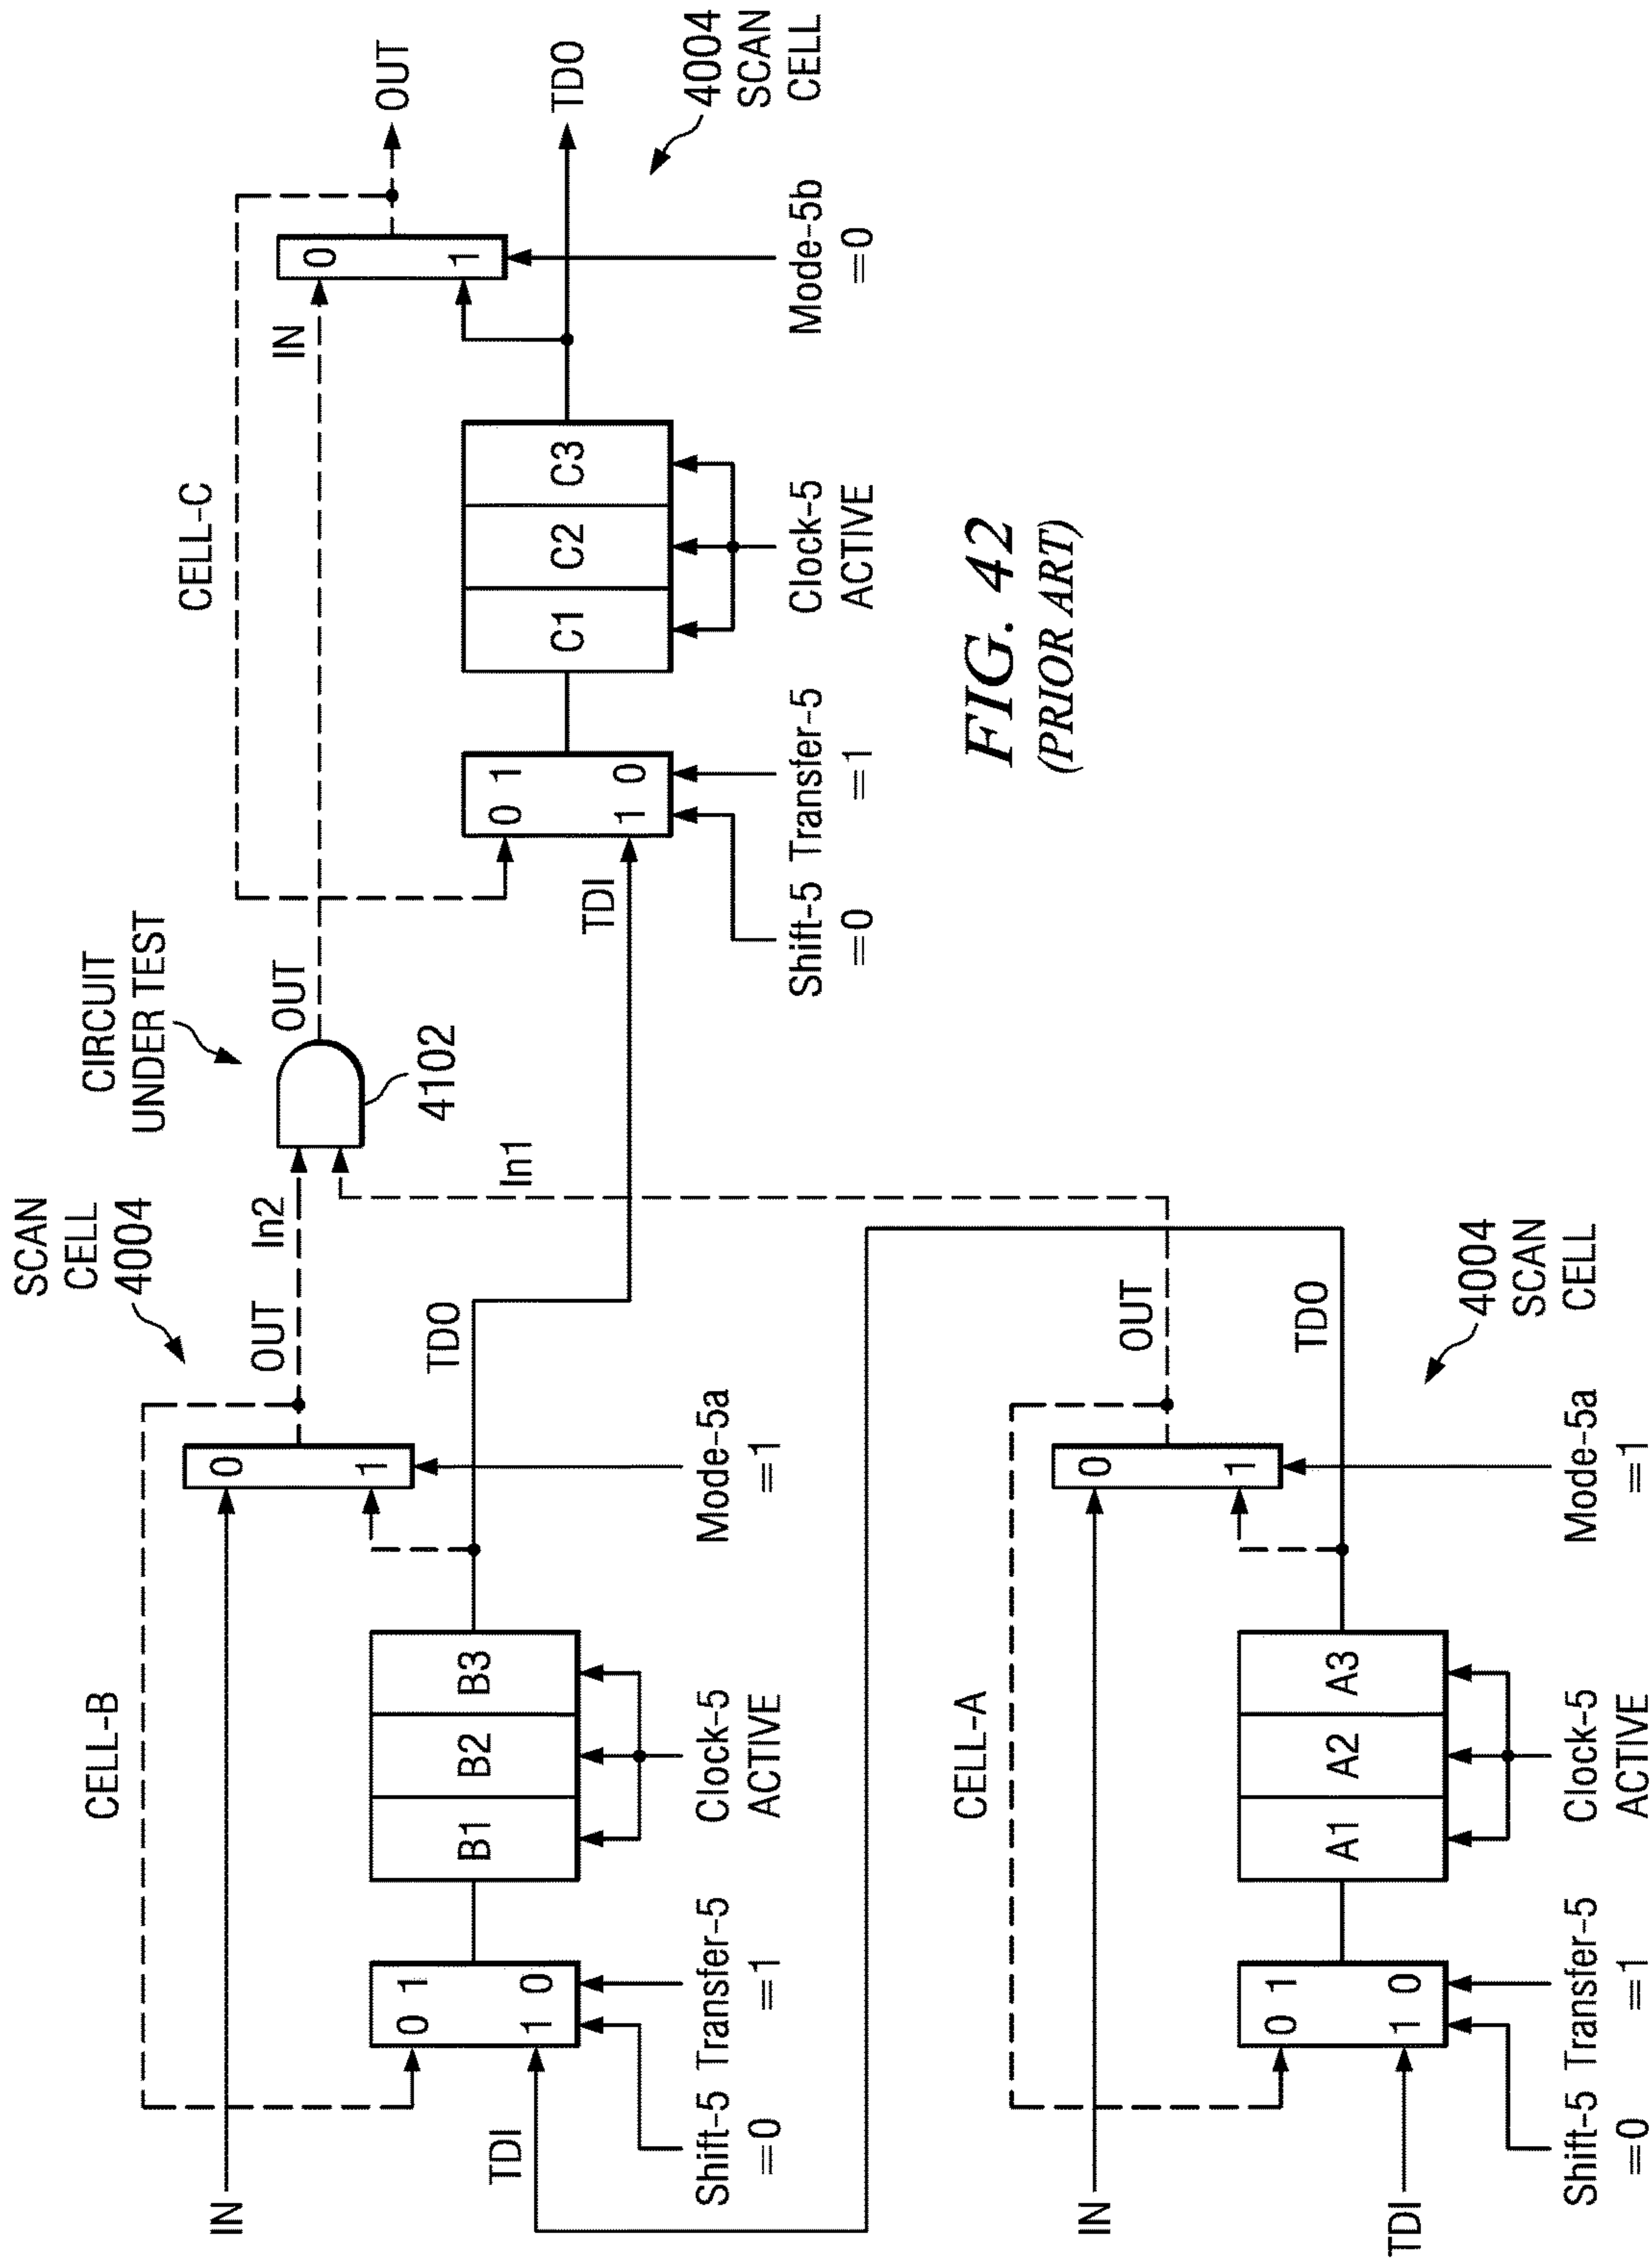 SCAN
CELL
4004
CIRCUIT
UNDER TEST
4102
CELL-B
OUT
In2
OUT
CELL-C
IN
OUT
IN
0
1
0
1
TDI
0 1
1 0
B1 B2 B3
TDO
In1
TDI
0 1
1 0
C1 C2 C3
TDO
Shift-5
=0
Transfer-5
=1
Clock-5
ACTIVE
Mode-5a
=1
Shift-5
=0
Transfer-5
=1
Clock-5
ACTIVE
Mode-5b
=0
4004
SCAN
CELL
CELL-A
OUT
IN
0
1
TDI
0 1
1 0
A1 A2 A3
TDO
4004
SCAN
CELL
Shift-5
=0
Transfer-5
=1
Clock-5
ACTIVE
Mode-5a
=1
FIG. 42
(PRIOR ART)